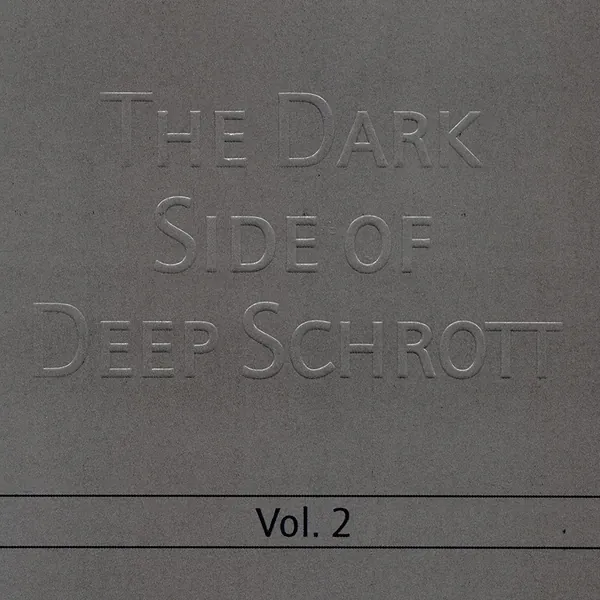 THE DARK
SIDE OF
DEEP SCHROTT
Vol. 2